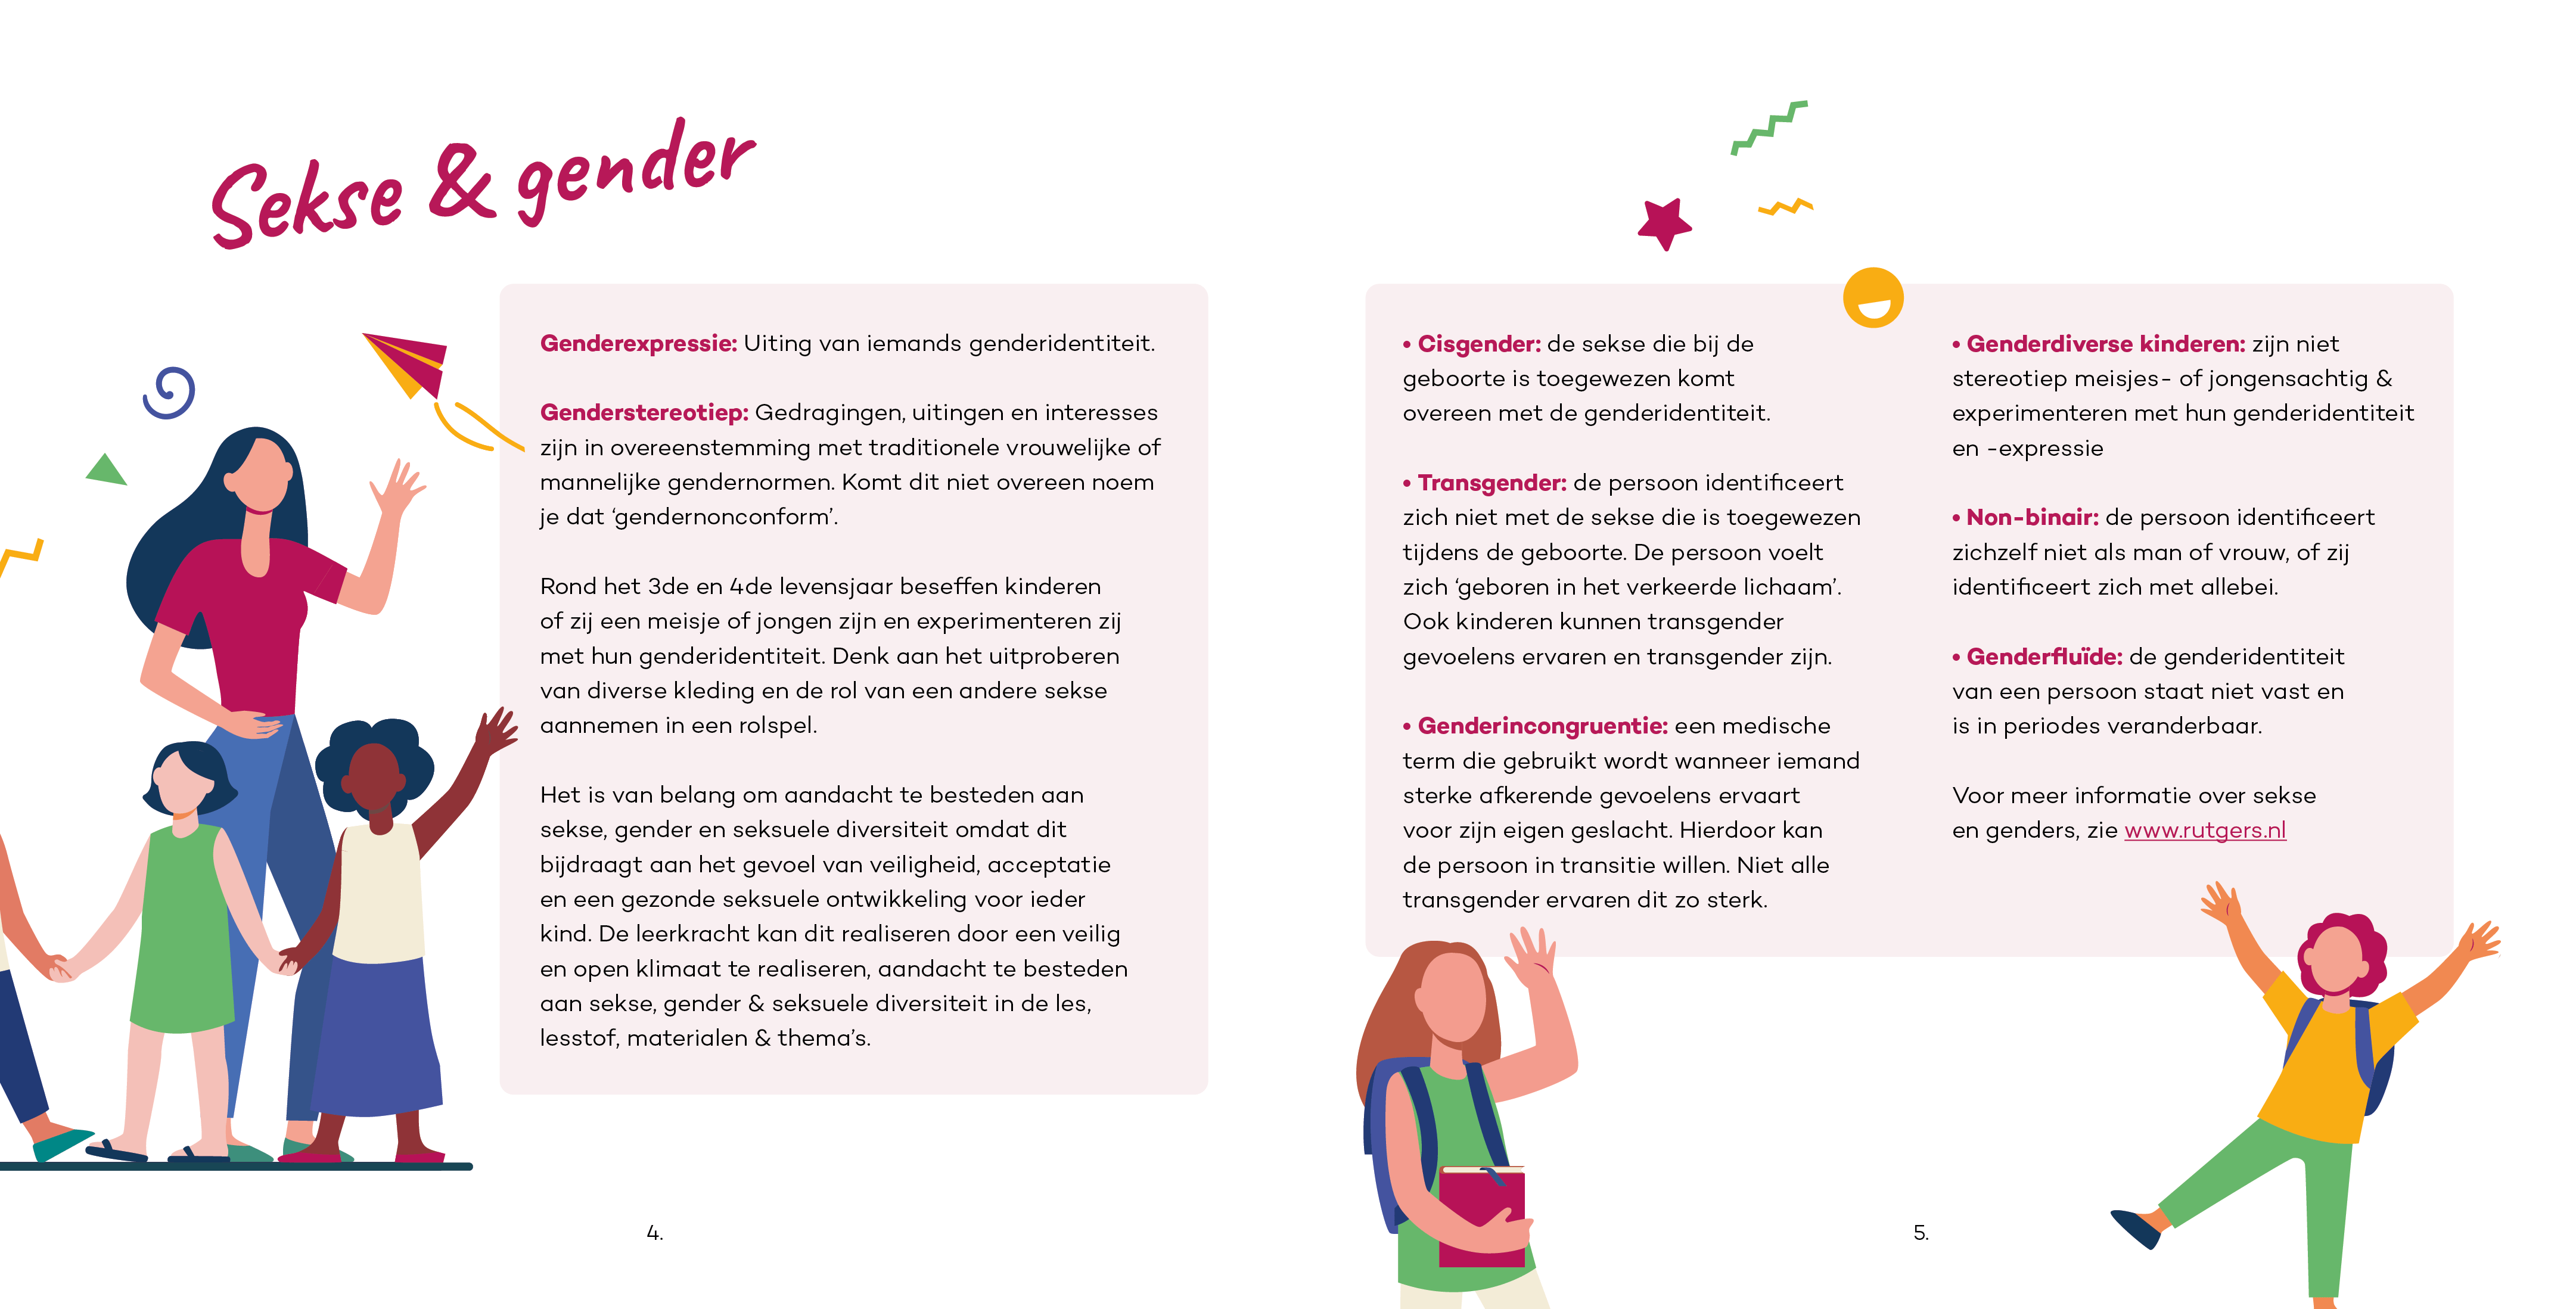 Sekse & gender
Genderexpressie: Uiting van iemands genderidentiteit.
Genderstereotiep: Gedragingen, uitingen en interesses
zijn in overeenstemming met traditionele vrouwelijke of
mannelijke gendernormen. Komt dit niet overeen noem
je dat ‘gendernonconform’.
Rond het 3de en 4de levensjaar beseffen kinderen
of zij een meisje of jongen zijn en experimenteren zij
met hun genderidentiteit. Denk aan het uitproberen
van diverse kleding en de rol van een andere sekse
aannemen in een rolspel.
Het is van belang om aandacht te besteden aan
sekse, gender en seksuele diversiteit omdat dit
bijdraagt aan het gevoel van veiligheid, acceptatie
en een gezonde seksuele ontwikkeling voor ieder
kind. De leerkracht kan dit realiseren door een veilig
en open klimaat te realiseren, aandacht te besteden
aan sekse, gender & seksuele diversiteit in de les,
lesstof, materialen & thema’s.
4.
• Cisgender: de sekse die bij de
geboorte is toegewezen komt
overeen met de genderidentiteit.
• Transgender: de persoon identificeert
zich niet met de sekse die is toegewezen
tijdens de geboorte. De persoon voelt
zich ‘geboren in het verkeerde lichaam’.
Ook kinderen kunnen transgender
gevoelens ervaren en transgender zijn.
• Genderincongruentie: een medische
term die gebruikt wordt wanneer iemand
sterke afkerende gevoelens ervaart
voor zijn eigen geslacht. Hierdoor kan
de persoon in transitie willen. Niet alle
transgender ervaren dit zo sterk.
• Genderdiverse kinderen: zijn niet
stereotiep meisjes- of jongensachtig &
experimenteren met hun genderidentiteit
en -expressie
• Non-binair: de persoon identificeert
zichzelf niet als man of vrouw, of zij
identificeert zich met allebei.
• Genderfluïde: de genderidentiteit
van een persoon staat niet vast en
is in periodes veranderbaar.
Voor meer informatie over sekse
en genders, zie www.rutgers.nl
5.